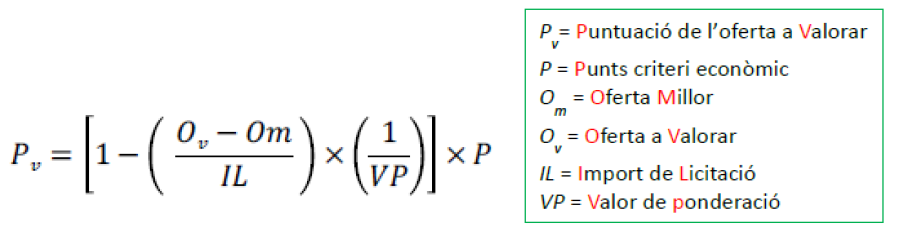 P_v = [1 − ( (O_v − Om) / IL ) × ( 1 / VP )] × P
P_v = Puntuació de l'oferta a Valorar
P = Punts criteri econòmic
O_m = Oferta Millor
O_v = Oferta a Valorar
IL = Import de Licitació
VP = Valor de ponderació